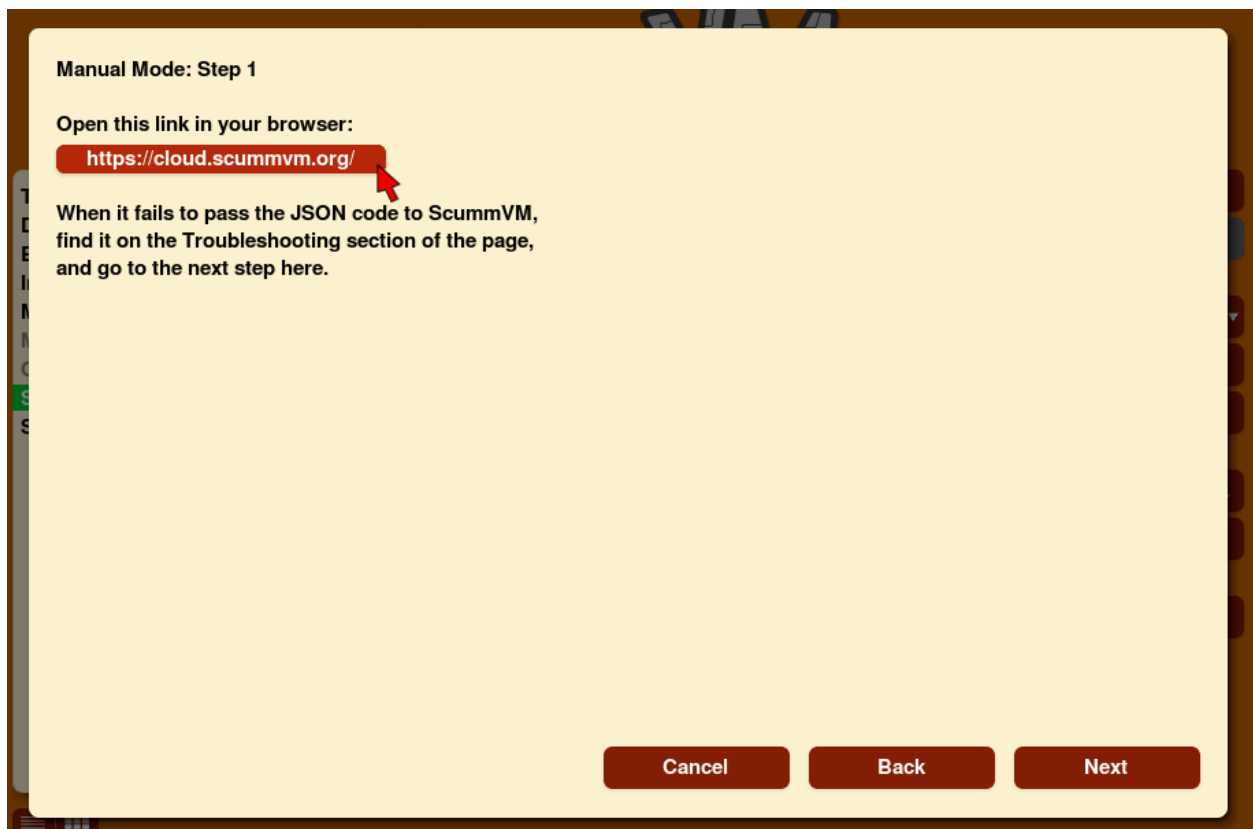 Manual Mode: Step 1
Open this link in your browser:
https://cloud.scummvm.org/
When it fails to pass the JSON code to ScummVM,
find it on the Troubleshooting section of the page,
and go to the next step here.
Cancel
Back
Next